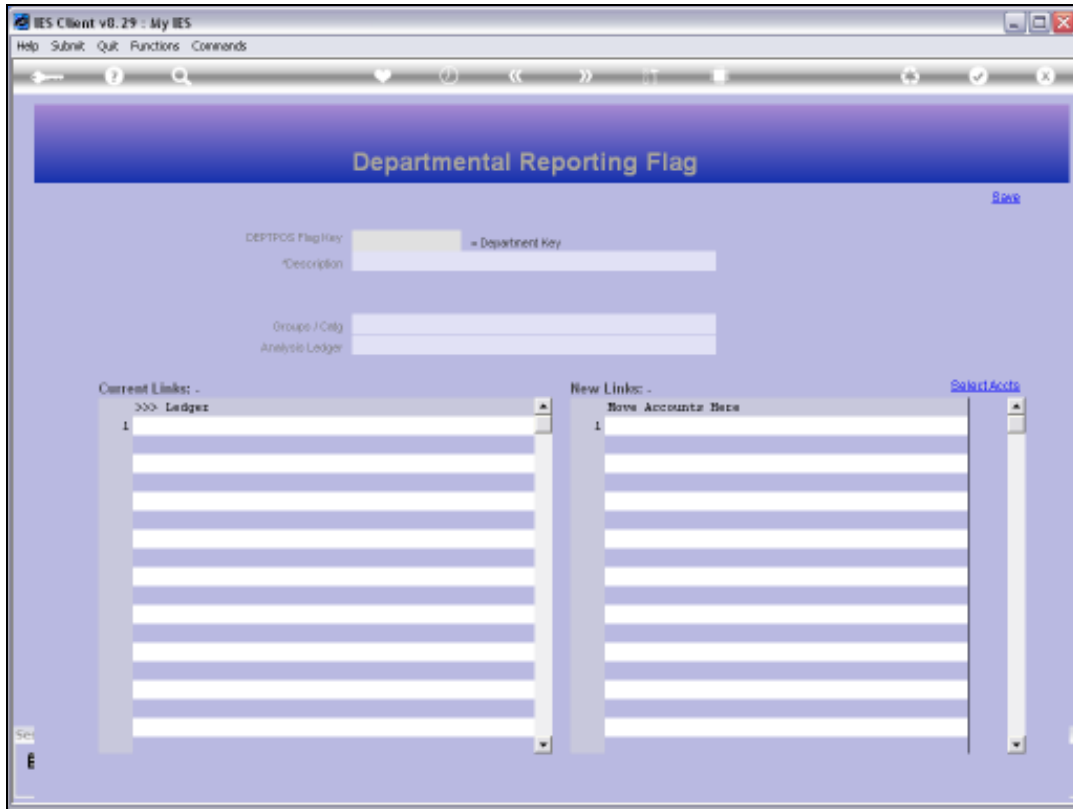 IES Client v8.29 : My IES
Help Submit Quit Functions Commands
Departmental Reporting Flag
Save
DEPTPOS Flag Key = Department Key
*Description
Groups / Catg
Analysis Ledger
Current Links: - New Links: - Select Accts
>>> Ledger Move Accounts Here
1 1